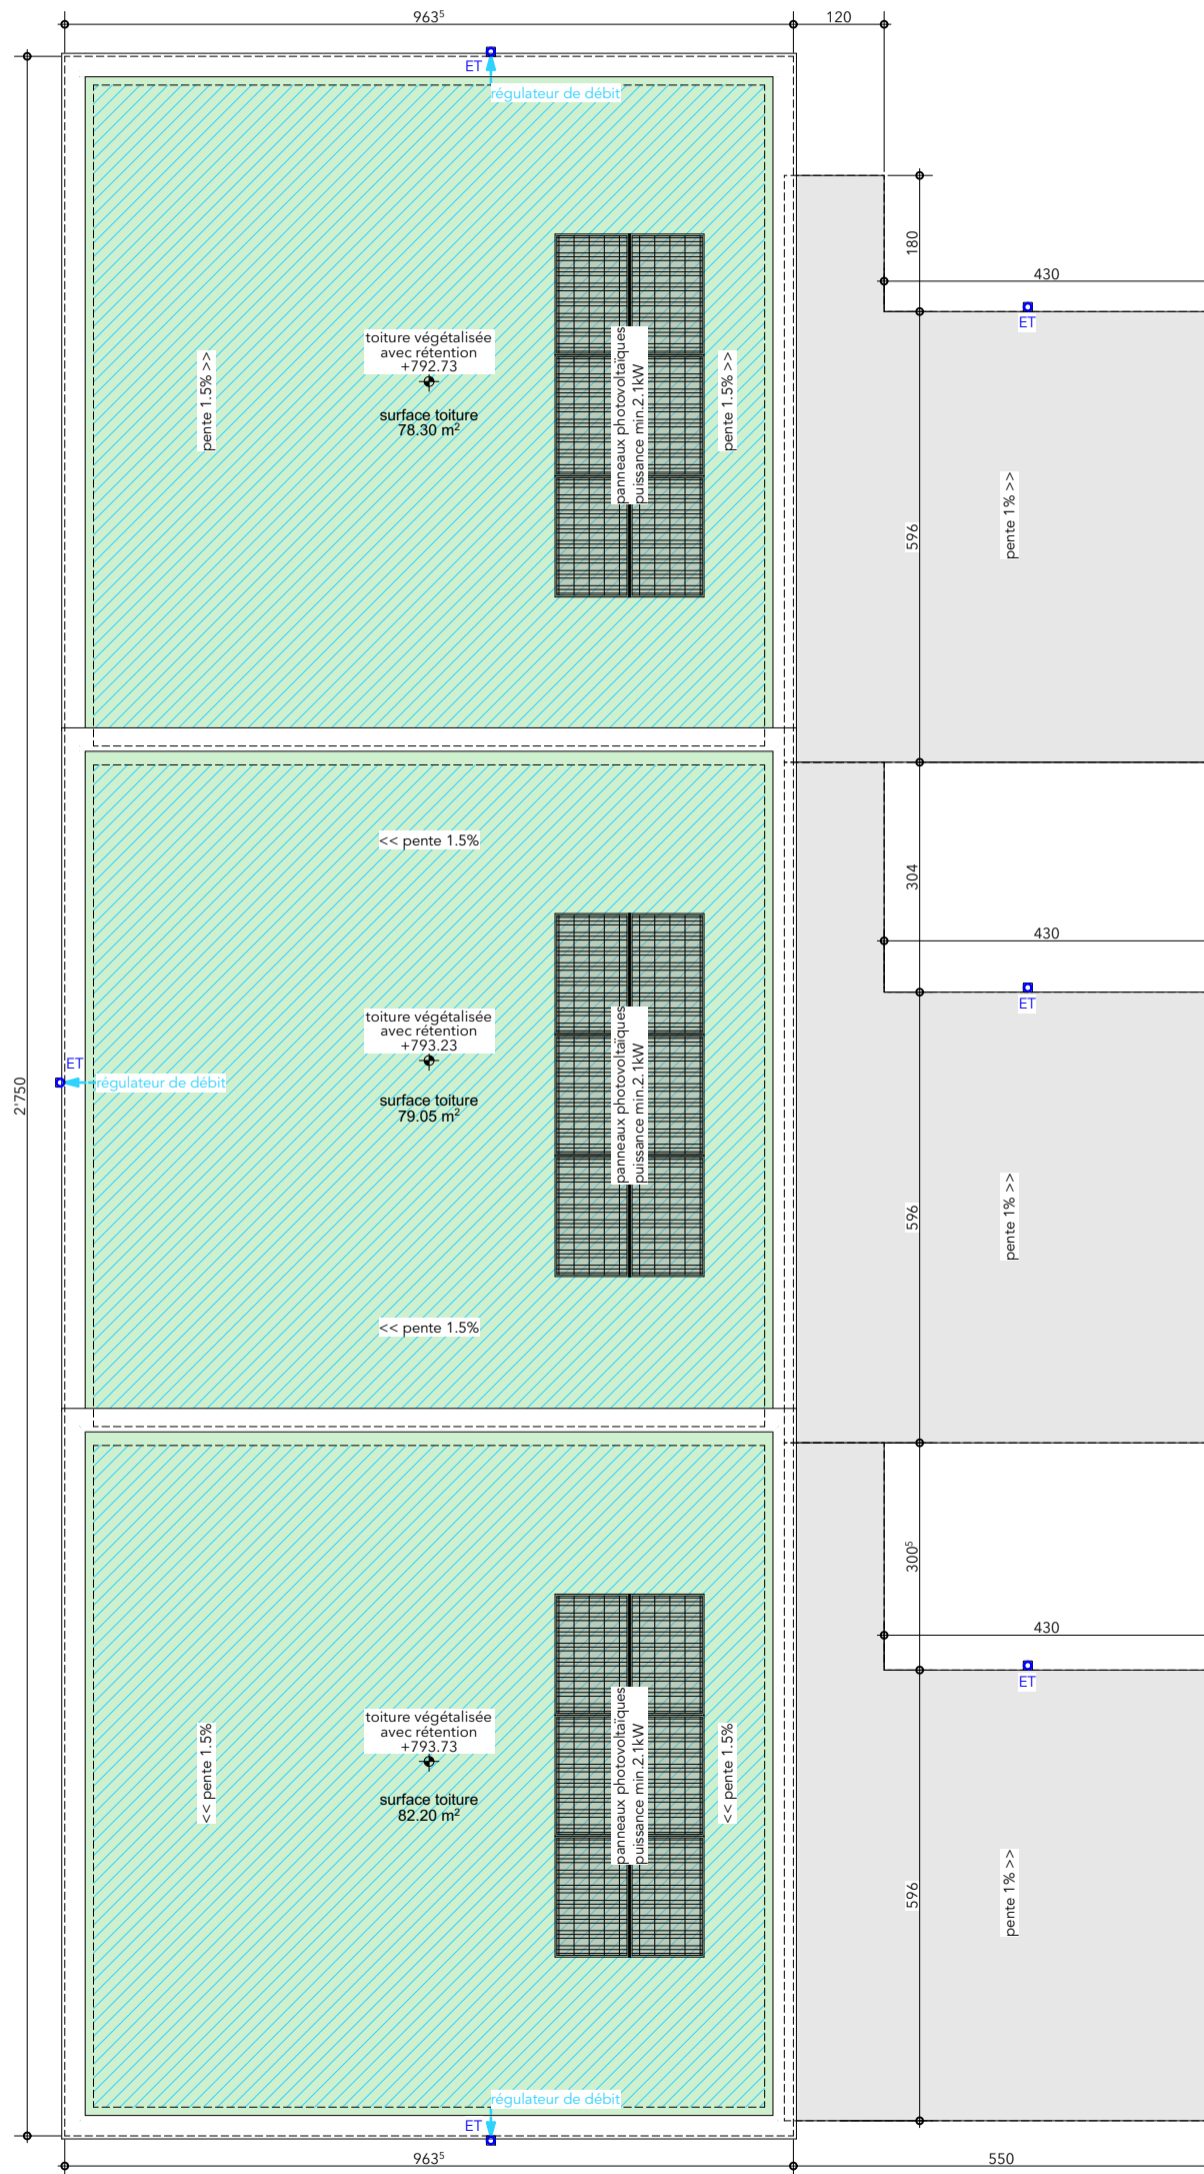 963⁵
120
ET
régulateur de débit
180
430
ET
toiture végétalisée
avec rétention
+792.73
surface toiture
78.30 m²
pente 1.5% >>
panneaux photovoltaïques
puissance min.2.1kW
pente 1.5% >>
596
pente 1% >>
<< pente 1.5%
304
430
ET
toiture végétalisée
avec rétention
+793.23
surface toiture
79.05 m²
ET
régulateur de débit
2'750
panneaux photovoltaïques
puissance min.2.1kW
596
pente 1% >>
<< pente 1.5%
300⁵
430
ET
toiture végétalisée
avec rétention
+793.73
surface toiture
82.20 m²
<< pente 1.5%
panneaux photovoltaïques
puissance min.2.1kW
<< pente 1.5%
596
pente 1% >>
régulateur de débit
ET
963⁵
550